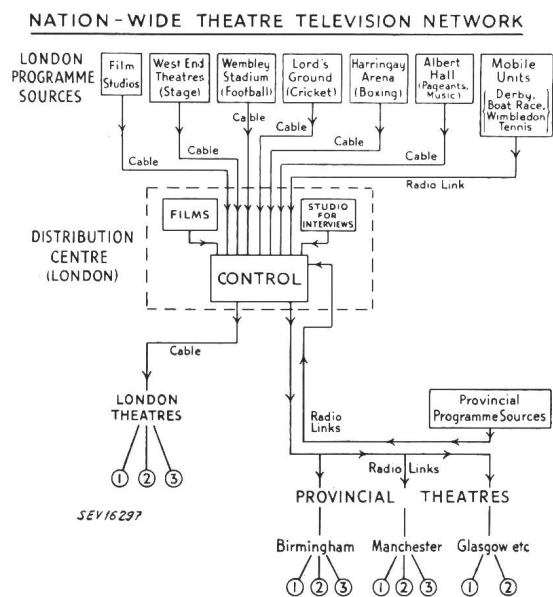 NATION-WIDE THEATRE TELEVISION NETWORK
LONDON
PROGRAMME
SOURCES
Film
Studios
West End
Theatres
(Stage)
Wembley
Stadium
(Football)
Lord's
Ground
(Cricket)
Harringay
Arena
(Boxing)
Albert
Hall
(Pageants,
Music)
Mobile
Units
Derby,
Boat Race,
Wimbledon
Tennis
Cable
Cable
Cable
Cable
Cable
Cable
Radio Link
DISTRIBUTION
CENTRE
(LONDON)
FILMS
STUDIO
FOR
INTERVIEWS
CONTROL
Cable
LONDON
THEATRES
1 2 3
Radio
Links
Provincial
Programme Sources
Radio Links
PROVINCIAL THEATRES
Birmingham Manchester Glasgow etc
1 2 3 1 2 3 1 2
SEV16297